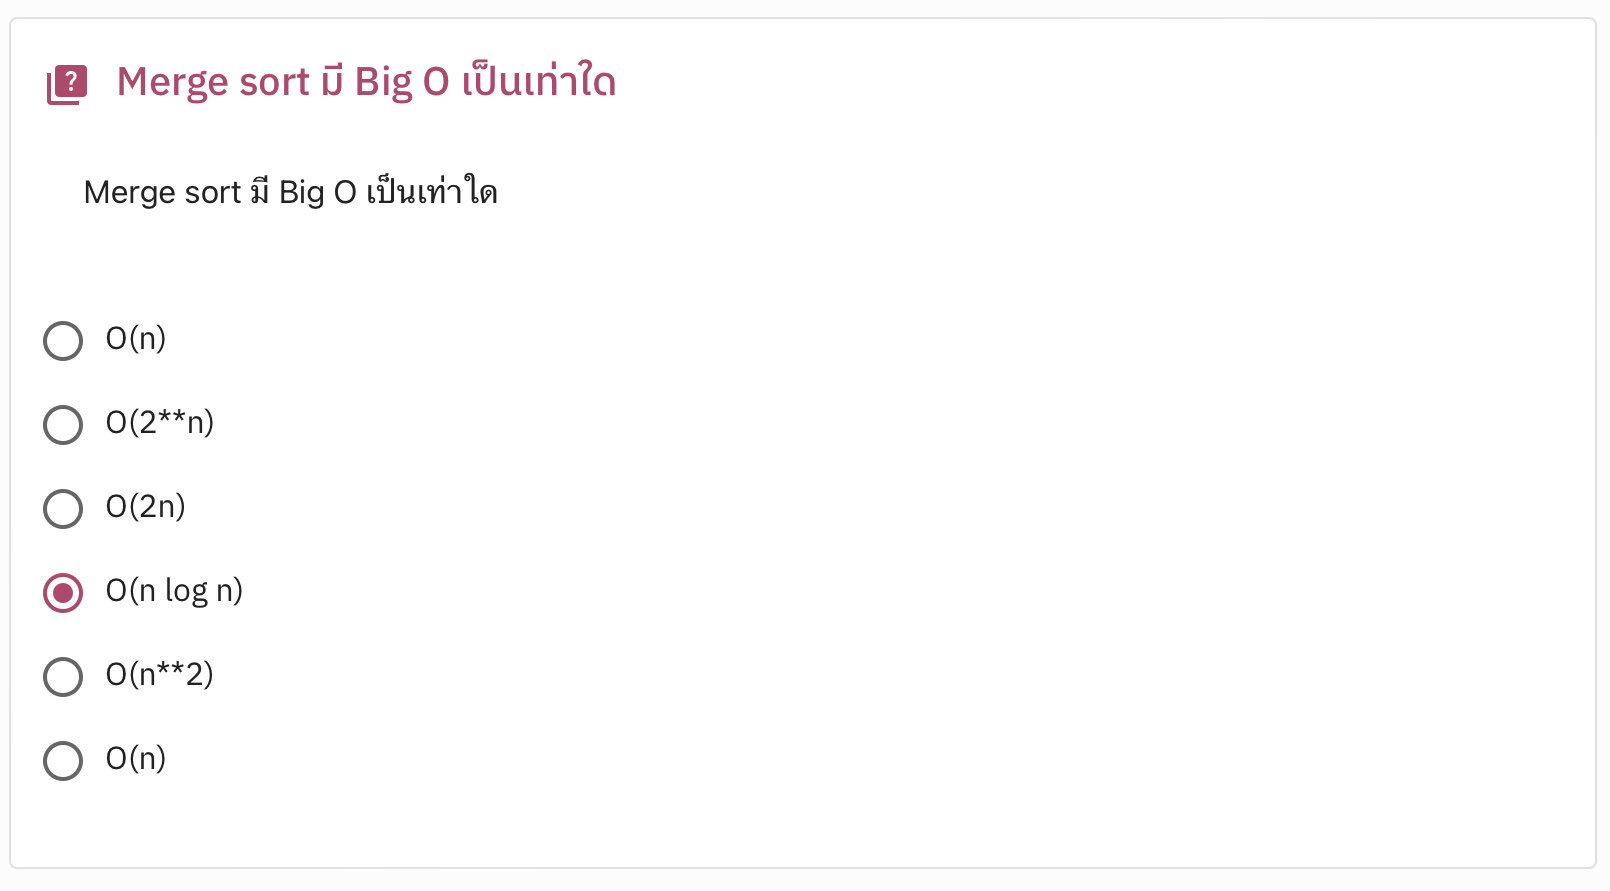 Merge sort มี Big O เป็นเท่าใด
Merge sort มี Big O เป็นเท่าใด
O(n)
O(2**n)
O(2n)
O(n log n)
O(n**2)
O(n)